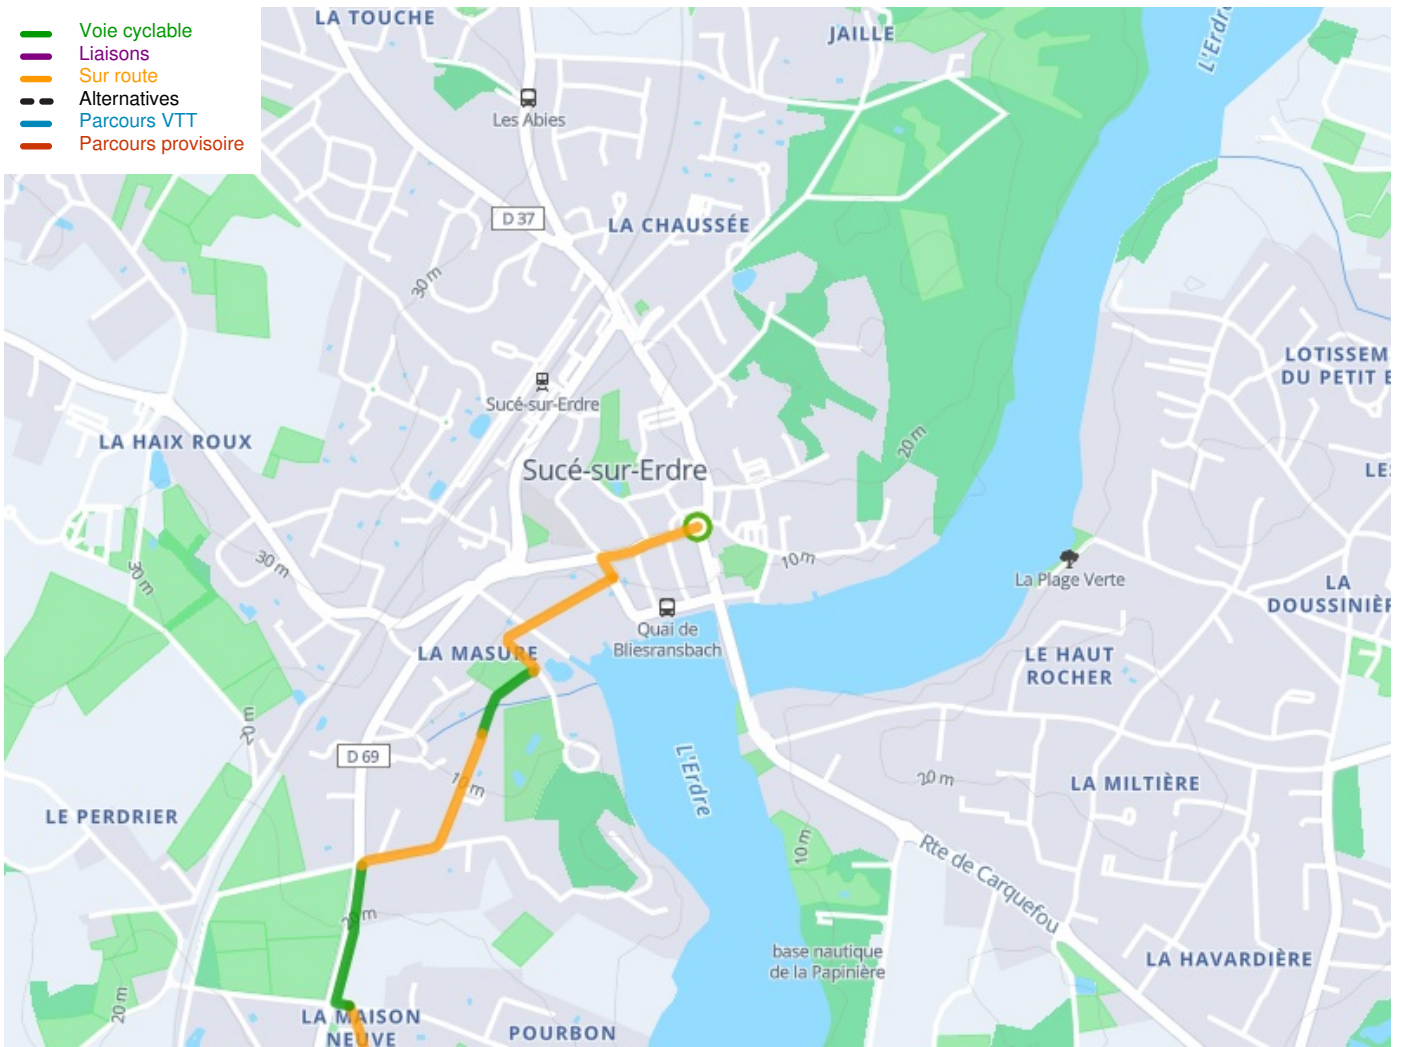 Voie cyclable
Liaisons
Sur route
Alternatives
Parcours VTT
Parcours provisoire
LA TOUCHE
JAILLE
L'Erdre
Les Abies
D 37
LA CHAUSSÉE
30 m
Sucé-sur-Erdre
LOTISSEM
DU PETIT B
LA HAIX ROUX
20 m
Sucé-sur-Erdre
LES
30 m
30 m
10 m
La Plage Verte
LA
DOUSSINIÈR
Quai de
Bliesransbach
LA MASURE
LE HAUT
ROCHER
20 m
D 69
L'Erdre
10 m
20 m
LA MILTIÈRE
LE PERDRIER
10 m
Rte de Carquefou
20 m
base nautique
de la Papinière
LA HAVARDIÈRE
20 m
LA MAISON
NEUVE
POURBON